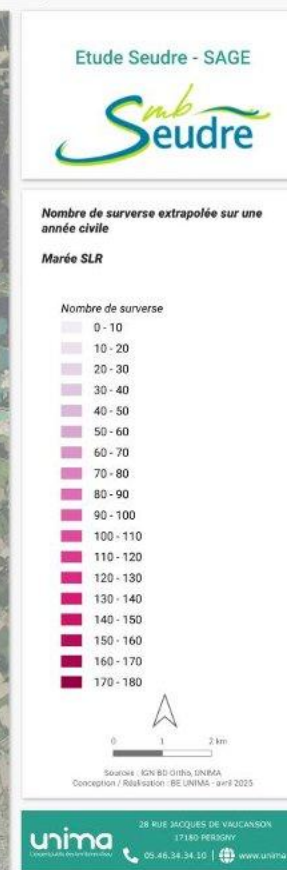 Etude Seudre - SAGE
smb
Seudre
Nombre de surverse extrapolée sur une
année civile
Marée SLR
Nombre de surverse
0 - 10
10 - 20
20 - 30
30 - 40
40 - 50
50 - 60
60 - 70
70 - 80
80 - 90
90 - 100
100 - 110
110 - 120
120 - 130
130 - 140
140 - 150
150 - 160
160 - 170
170 - 180
0 1 2 km
Sources : IGN BD Ortho, UNIMA
Conception / Réalisation : BE UNIMA - avril 2025
unima
28 RUE JACQUES DE VAUCANSON
17180 PERIGNY
05.46.34.34.10 | www.unima